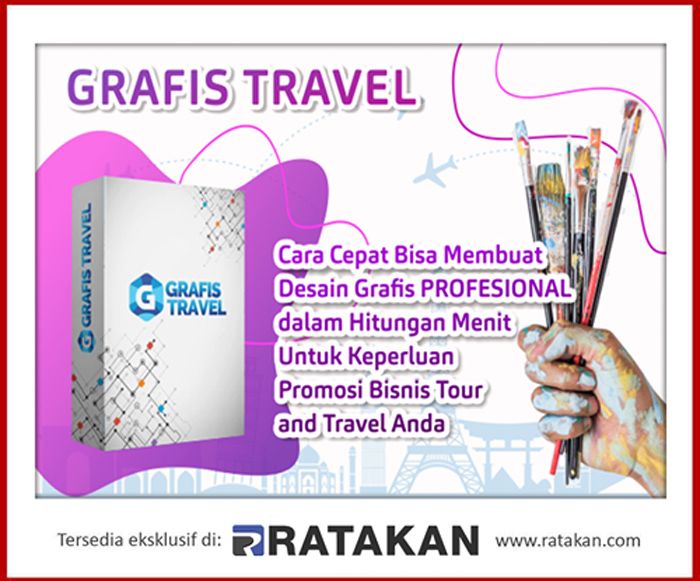 GRAFIS TRAVEL
GRAFIS TRAVEL
GRAFIS
TRAVEL
Cara Cepat Bisa Membuat
Desain Grafis PROFESIONAL
dalam Hitungan Menit
Untuk Keperluan
Promosi Bisnis Tour
and Travel Anda
Tersedia eksklusif di: RATAKAN www.ratakan.com